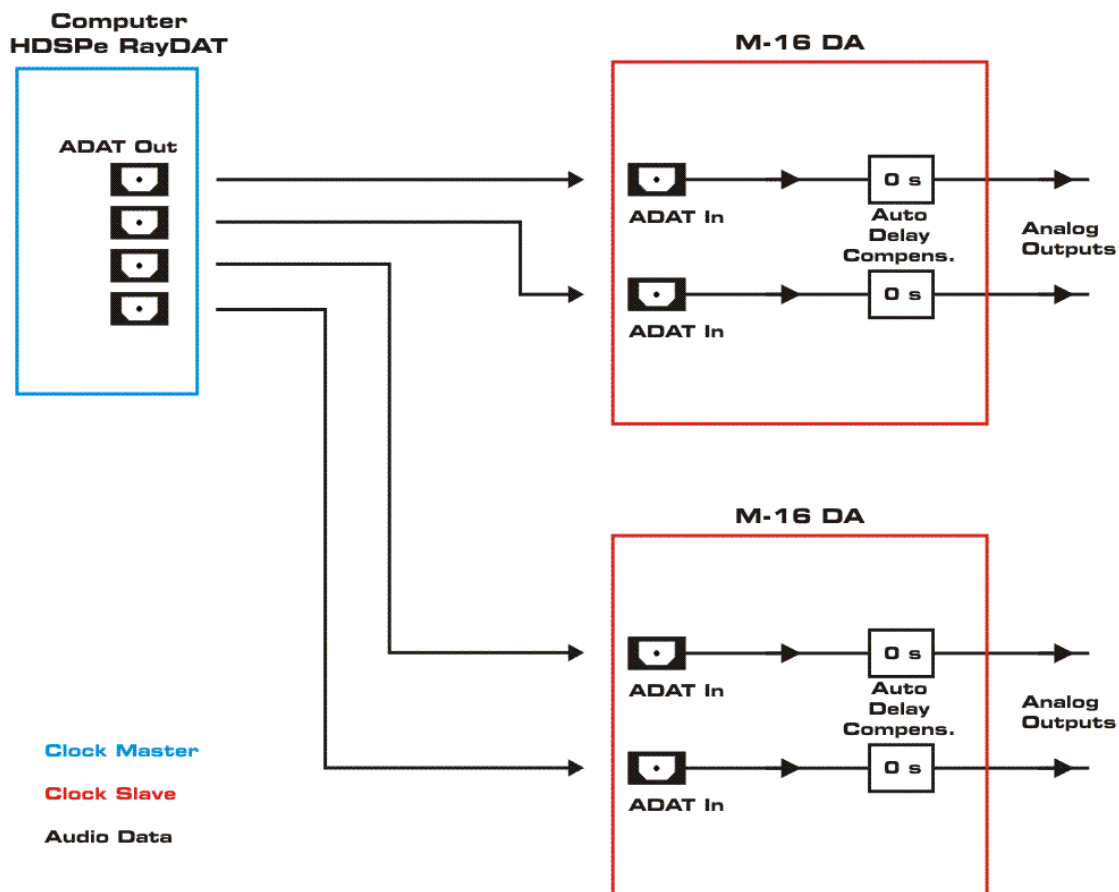 Computer
HDSPe RayDAT
ADAT Out
M-16 DA
ADAT In
0 s
Auto
Delay
Compens.
Analog
Outputs
ADAT In
0 s
M-16 DA
ADAT In
0 s
Auto
Delay
Compens.
Analog
Outputs
ADAT In
0 s
Clock Master
Clock Slave
Audio Data